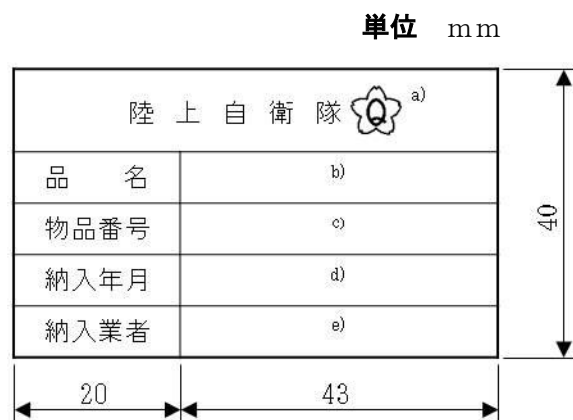 単位 mm
陸上自衛隊 Q a)
品名 b)
物品番号 c)
納入年月 d)
納入業者 e)
40
20 43